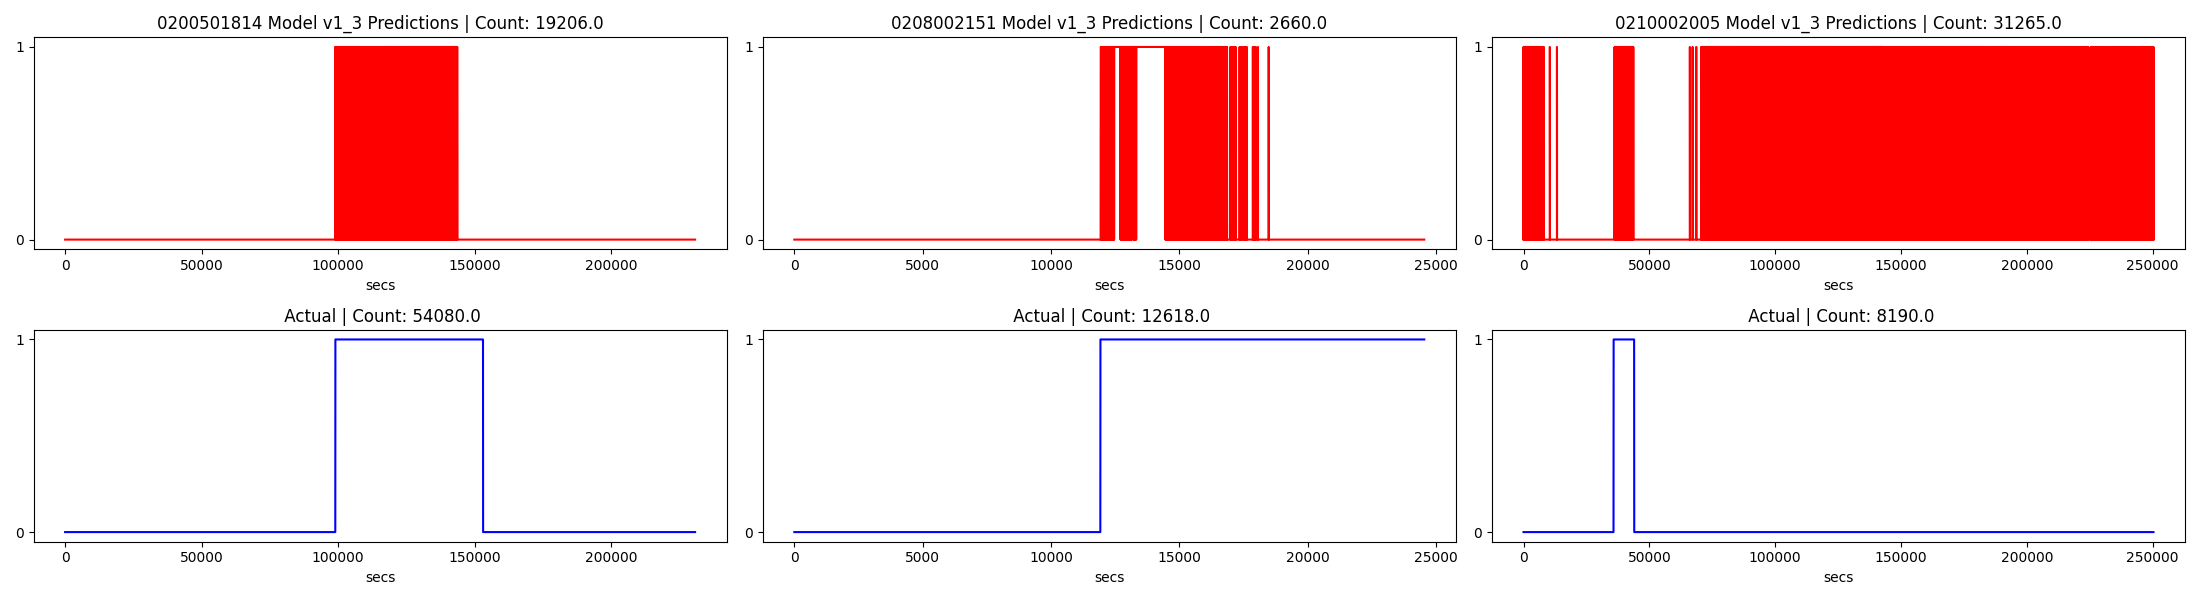 0200501814 Model v1_3 Predictions | Count: 19206.0
1
0
0 50000 100000 150000 200000
secs
0208002151 Model v1_3 Predictions | Count: 2660.0
1
0
0 5000 10000 15000 20000 25000
secs
0210002005 Model v1_3 Predictions | Count: 31265.0
1
0
0 50000 100000 150000 200000 250000
secs
Actual | Count: 54080.0
1
0
0 50000 100000 150000 200000
secs
Actual | Count: 12618.0
1
0
0 5000 10000 15000 20000 25000
secs
Actual | Count: 8190.0
1
0
0 50000 100000 150000 200000 250000
secs